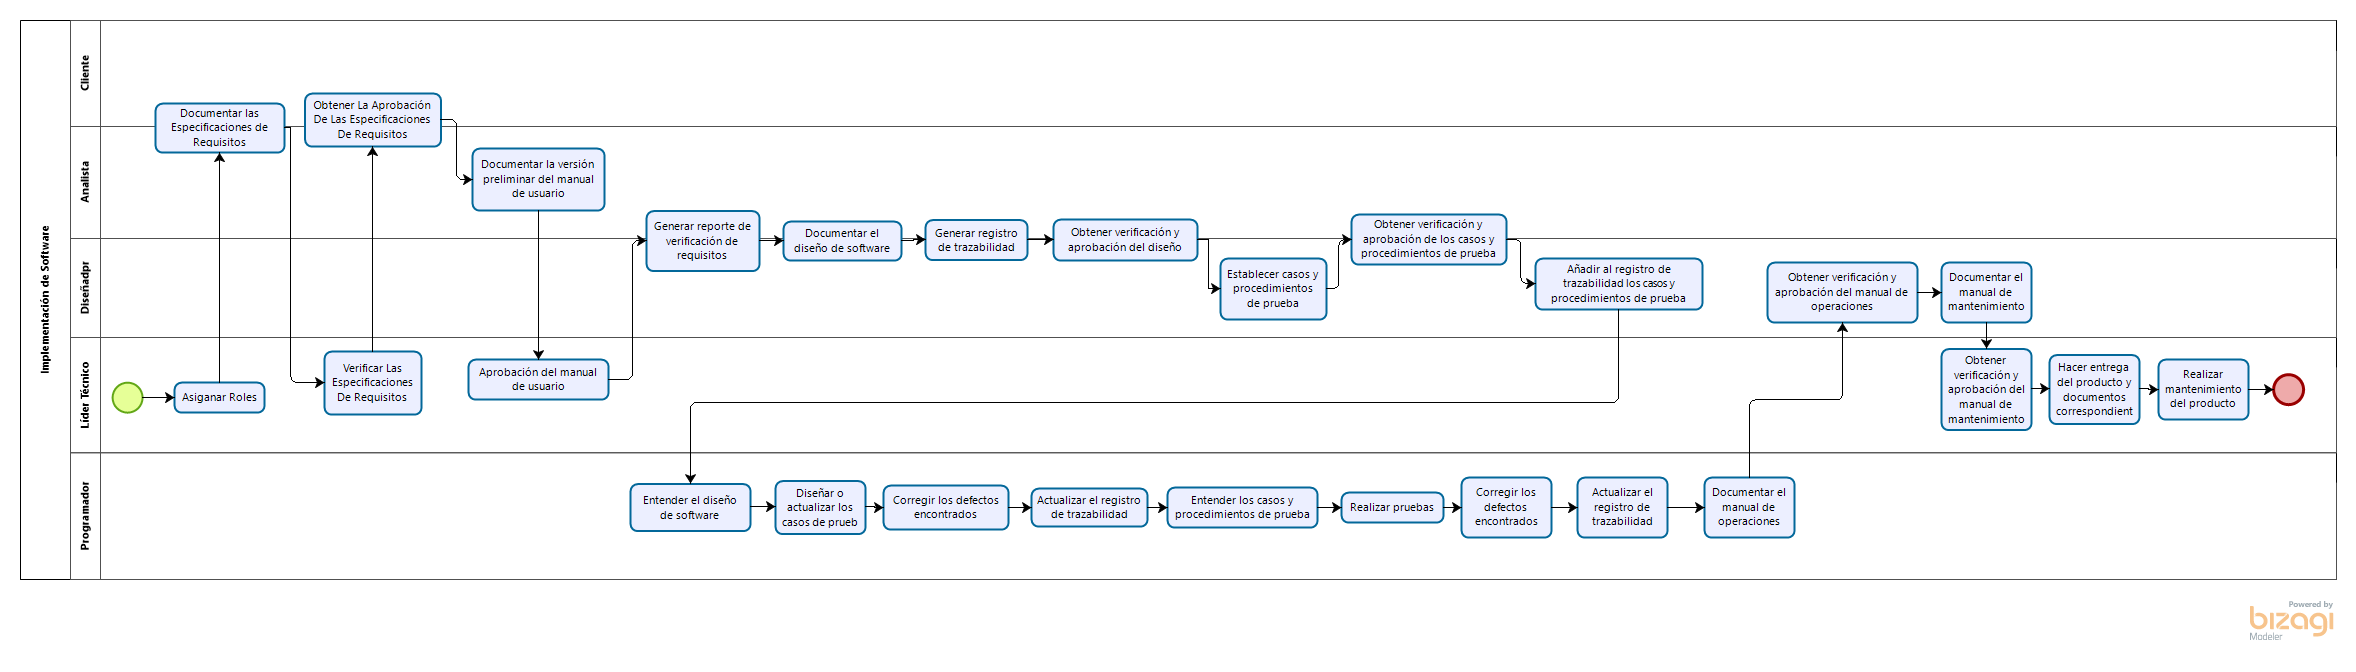 Implementación de Software
Cliente
Analista
Diseñadpr
Líder Técnico
Programador
Asiganar Roles
Documentar las
Especificaciones de
Requisitos
Verificar Las
Especificaciones
De Requisitos
Obtener La Aprobación
De Las Especificaciones
De Requisitos
Documentar la versión
preliminar del manual
de usuario
Aprobación del manual
de usuario
Generar reporte de
verificación de
requisitos
Documentar el
diseño de software
Generar registro
de trazabilidad
Obtener verificación y
aprobación del diseño
Establecer casos y
procedimientos
de prueba
Obtener verificación y
aprobación de los casos y
procedimientos de prueba
Añadir al registro de
trazabilidad los casos y
procedimientos de prueba
Entender el diseño
de software
Diseñar o
actualizar los
casos de prueb
Corregir los defectos
encontrados
Actualizar el registro
de trazabilidad
Entender los casos y
procedimientos de prueba
Realizar pruebas
Corregir los
defectos
encontrados
Actualizar el
registro de
trazabilidad
Documentar el
manual de
operaciones
Obtener verificación y
aprobación del manual de
operaciones
Documentar el
manual de
mantenimiento
Obtener
verificación y
aprobación del
manual de
mantenimiento
Hacer entrega
del producto y
documentos
correspondient
Realizar
mantenimiento
del producto
Powered by
bizagi
Modeler